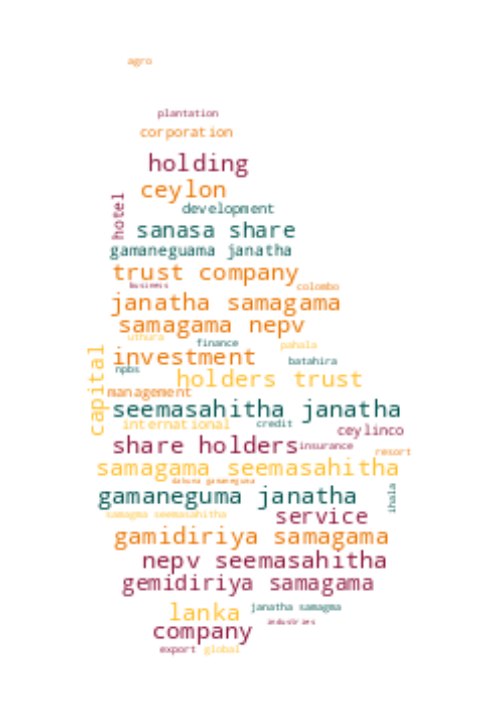 agro
plantation
corporation
holding
ceylon
hotel
development
sanasa share
gamaneguama janatha
trust company
business
colombo
janatha samagama
samagama nepv
uthura
finance
pahala
capital
investment
batahira
npbs
holders trust
management
seemasahitha janatha
international
credit
ceylinco
share holders
insurance
resort
samagama seemasahitha
dakuna gamaneguma
gamaneguma janatha
ihala
samagma seemasahitha
service
gamidiriya samagama
nepv seemasahitha
gemidiriya samagama
lanka
janatha samagma
industries
company
export
global